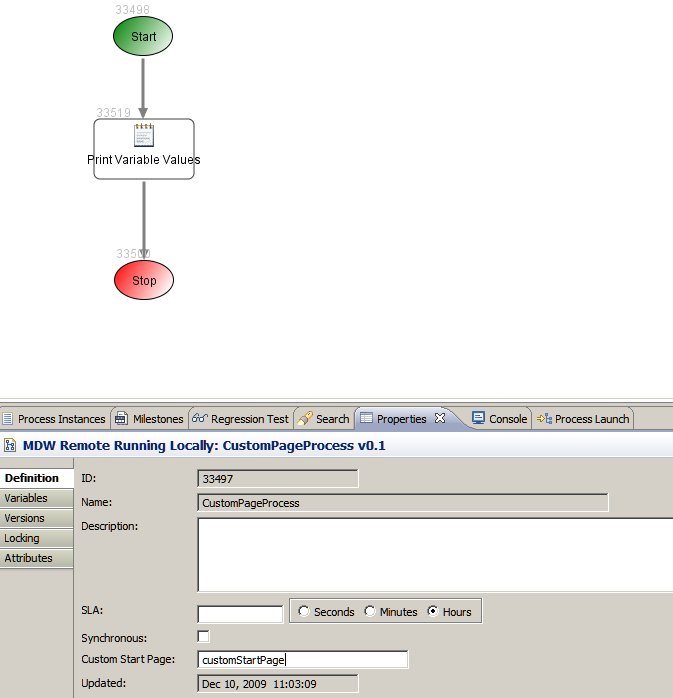 33498
Start
33519
Print Variable Values
33500
Stop
Process Instances Milestones Regression Test Search Properties Console Process Launch
MDW Remote Running Locally: CustomPageProcess v0.1
Definition
Variables
Versions
Locking
Attributes
ID: 33497
Name: CustomPageProcess
Description:
SLA: Seconds Minutes Hours
Synchronous:
Custom Start Page: customStartPage
Updated: Dec 10, 2009 11:03:09